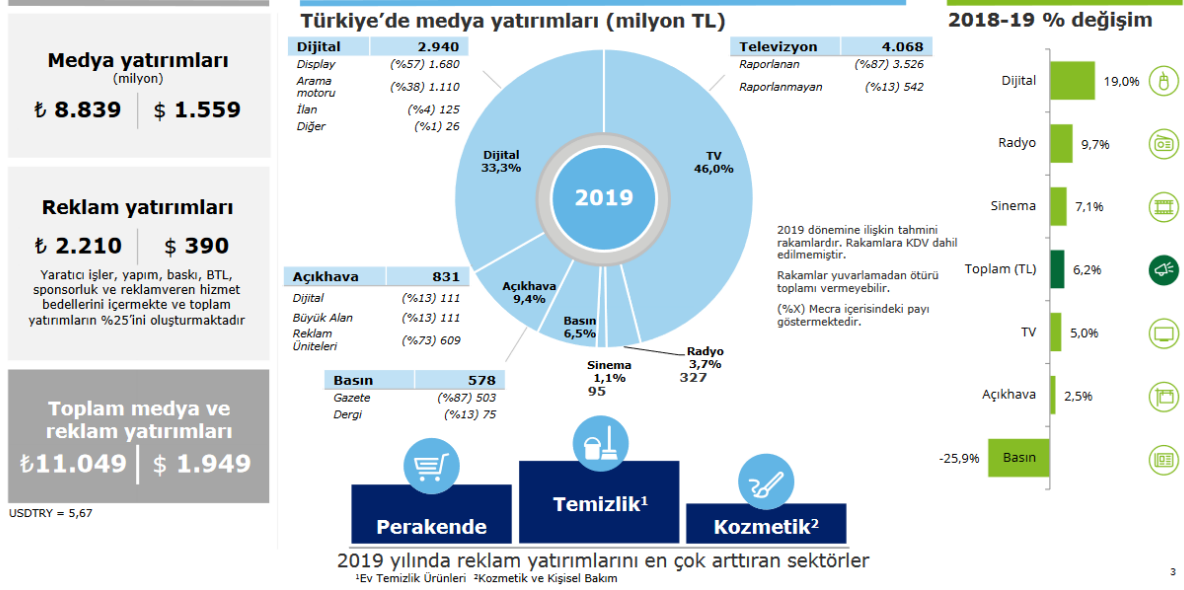 Medya yatırımları
(milyon)
₺ 8.839 $ 1.559
Reklam yatırımları
₺ 2.210 $ 390
Yaratıcı işler, yapım, baskı, BTL,
sponsorluk ve reklamveren hizmet
bedellerini içermekte ve toplam
yatırımların %25'ini oluşturmaktadır
Toplam medya ve
reklam yatırımları
₺11.049 $ 1.949
USDTRY = 5,67
Türkiye'de medya yatırımları (milyon TL)
Dijital 2.940
Display (%57) 1.680
Arama
motoru (%38) 1.110
İlan (%4) 125
Diğer (%1) 26
Televizyon 4.068
Raporlanan (%87) 3.526
Raporlanmayan (%13) 542
Dijital
33,3%
TV
46,0%
2019
Açıkhava
9,4%
Basın
6,5%
Sinema
1,1%
95
Radyo
3,7%
327
Açıkhava 831
Dijital (%13) 111
Büyük Alan (%13) 111
Reklam
Üniteleri (%73) 609
Basın 578
Gazete (%87) 503
Dergi (%13) 75
2019 dönemine ilişkin tahmini
rakamlardır. Rakamlara KDV dahil
edilmemiştir.
Rakamlar yuvarlamadan ötürü
toplamı vermeyebilir.
(%X) Mecra içerisindeki payı
göstermektedir.
Perakende
Temizlik¹
Kozmetik²
2019 yılında reklam yatırımlarını en çok arttıran sektörler
¹Ev Temizlik Ürünleri ²Kozmetik ve Kişisel Bakım
2018-19 % değişim
Dijital 19,0%
Radyo 9,7%
Sinema 7,1%
Toplam (TL) 6,2%
TV 5,0%
Açıkhava 2,5%
-25,9% Basın
3